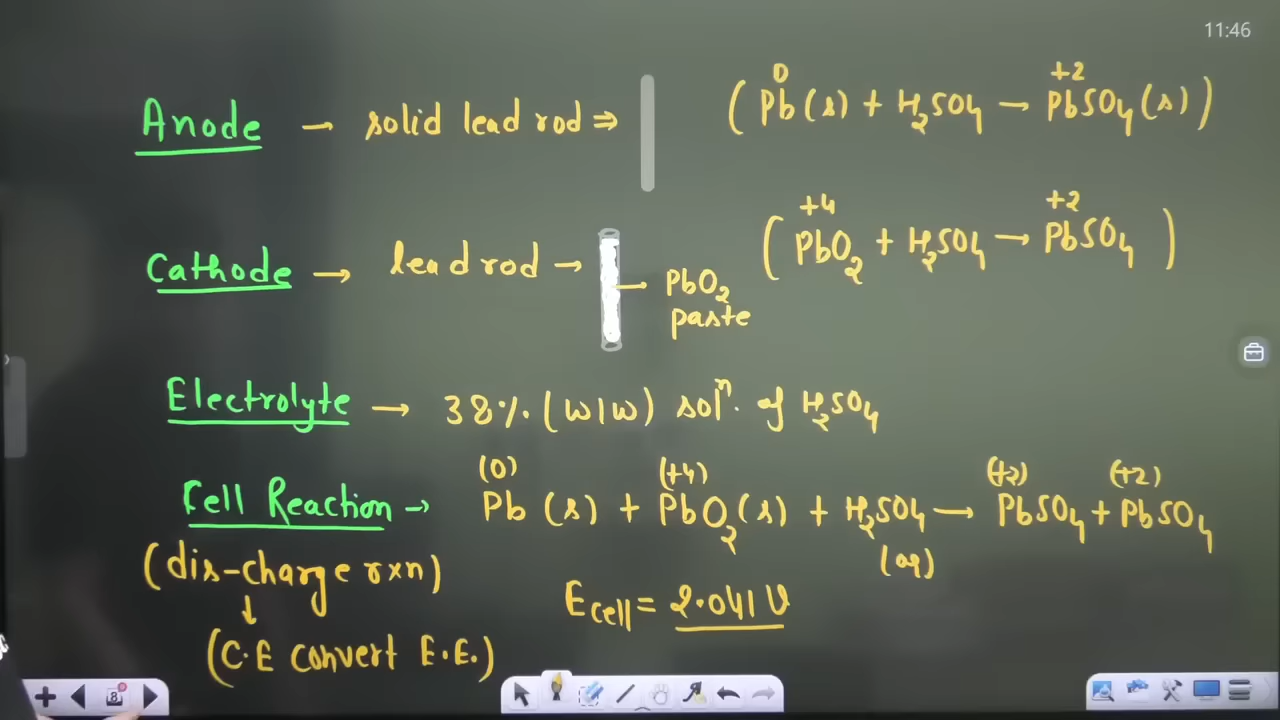 11:46
Anode → solid lead rod ⇒ (Pb(s) + H₂SO₄ → PbSO₄(s))
0 +2
Cathode → lead rod → (PbO₂ + H₂SO₄ → PbSO₄)
+4 +2
→ PbO₂
paste
Electrolyte → 38%. (w/w) solⁿ. of H₂SO₄
(0) (+4) (+2) (+2)
Cell Reaction → Pb (s) + PbO₂(s) + H₂SO₄ → PbSO₄ + PbSO₄
(aq)
(dis-charge rxn)
Ecell = 2.041 V
↓
(C.E convert E.E.)
8